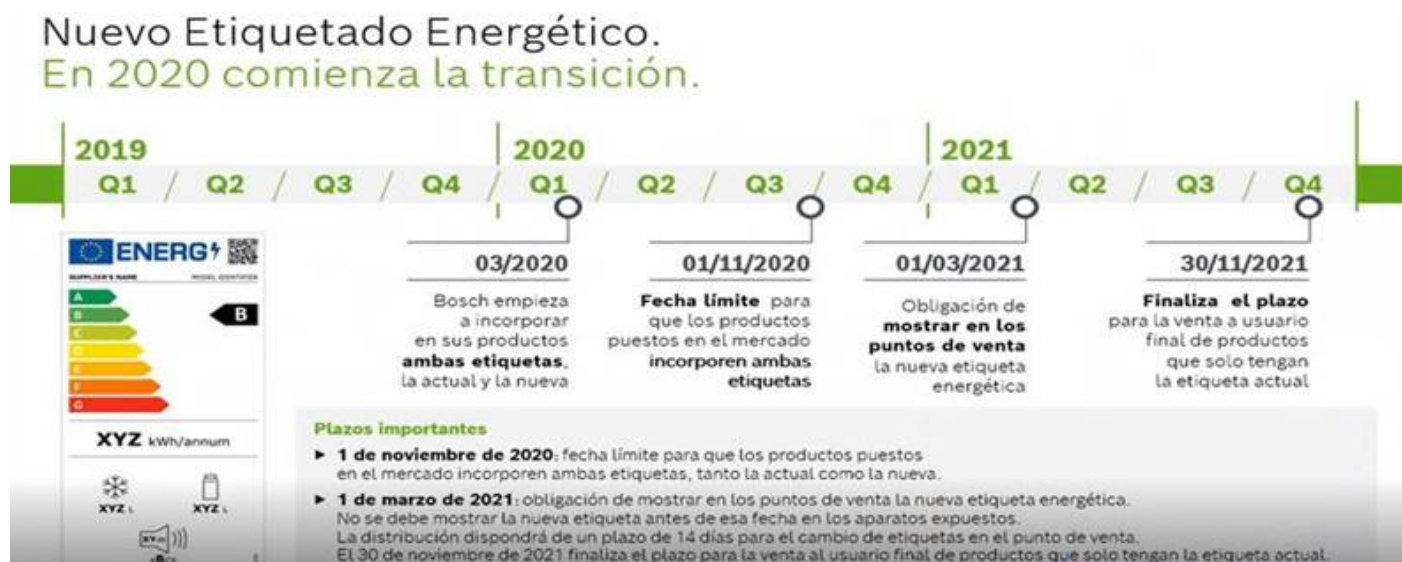 Nuevo Etiquetado Energético.
En 2020 comienza la transición.
2019
2020
2021
Q1 / Q2 / Q3 / Q4 / Q1 / Q2 / Q3 / Q4 / Q1 / Q2 / Q3 / Q4
ENERG
SUPPLIER'S NAME MODEL IDENTIFIER
A
B
B
C
D
E
F
G
XYZ kWh/annum
XYZ L
XYZ L
03/2020
Bosch empieza
a incorporar
en sus productos
ambas etiquetas,
la actual y la nueva
01/11/2020
Fecha límite para
que los productos
puestos en el mercado
incorporen ambas
etiquetas
01/03/2021
Obligación de
mostrar en los
puntos de venta
la nueva etiqueta
energética
30/11/2021
Finaliza el plazo
para la venta a usuario
final de productos
que solo tengan
la etiqueta actual
Plazos importantes
▸ 1 de noviembre de 2020: fecha límite para que los productos puestos
en el mercado incorporen ambas etiquetas, tanto la actual como la nueva.
▸ 1 de marzo de 2021: obligación de mostrar en los puntos de venta la nueva etiqueta energética.
No se debe mostrar la nueva etiqueta antes de esa fecha en los aparatos expuestos.
La distribución dispondrá de un plazo de 14 días para el cambio de etiquetas en el punto de venta.
El 30 de noviembre de 2021 finaliza el plazo para la venta al usuario final de productos que solo tengan la etiqueta actual.